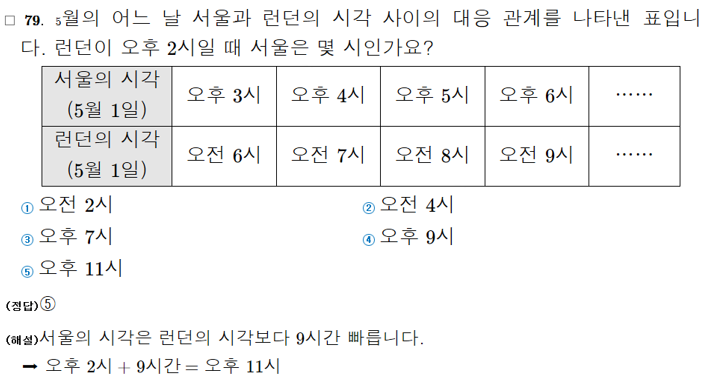 □ 79. 5월의 어느 날 서울과 런던의 시각 사이의 대응 관계를 나타낸 표입니
다. 런던이 오후 2시일 때 서울은 몇 시인가요?
서울의 시각 (5월 1일) 오후 3시 오후 4시 오후 5시 오후 6시 ……
런던의 시각 (5월 1일) 오전 6시 오전 7시 오전 8시 오전 9시 ……
① 오전 2시 ② 오전 4시
③ 오후 7시 ④ 오후 9시
⑤ 오후 11시
(정답)⑤
(해설)서울의 시각은 런던의 시각보다 9시간 빠릅니다.
➡ 오후 2시 + 9시간 = 오후 11시